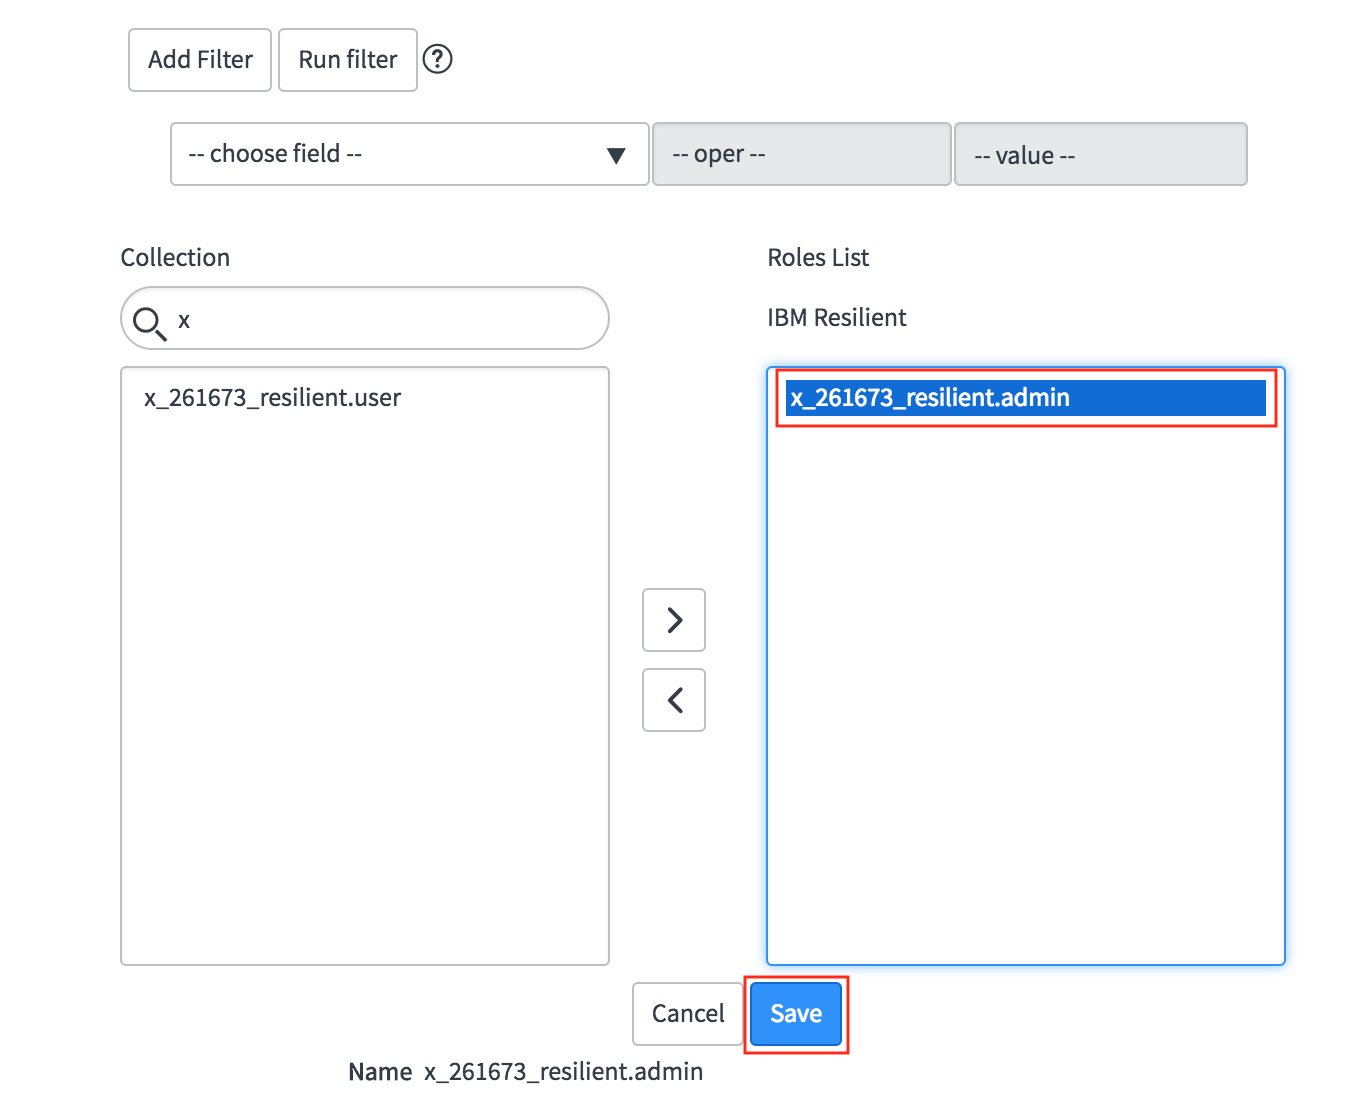 Add Filter Run filter ?
-- choose field -- -- oper -- -- value --
Collection
x
x_261673_resilient.user
Roles List
IBM Resilient
x_261673_resilient.admin
Cancel Save
Name x_261673_resilient.admin